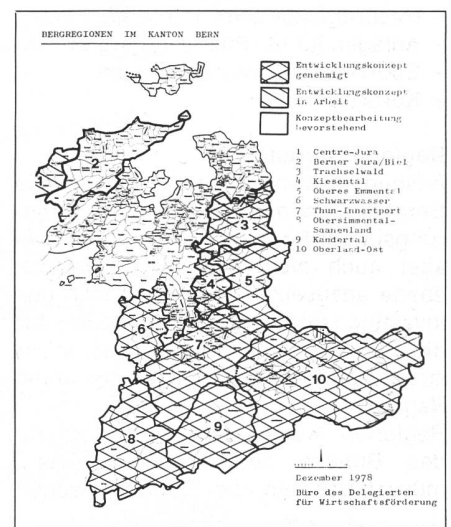 BERGREGIONEN IM KANTON BERN
Entwicklungskonzept
genehmigt
Entwicklungskonzept
in Arbeit
Konzeptbearbeitung
bevorstehend
1 Centre-Jura
2 Berner Jura/Biel
3 Trachselwald
4 Kiesental
5 Oberes Emmental
6 Schwarzwasser
7 Thun-Innertport
8 Obersimmental-
Saanenland
9 Kandertal
10 Oberland-Ost
1
2
3
4
5
6
7
8
9
10
Dezember 1978
Büro des Delegierten
für Wirtschaftsförderung